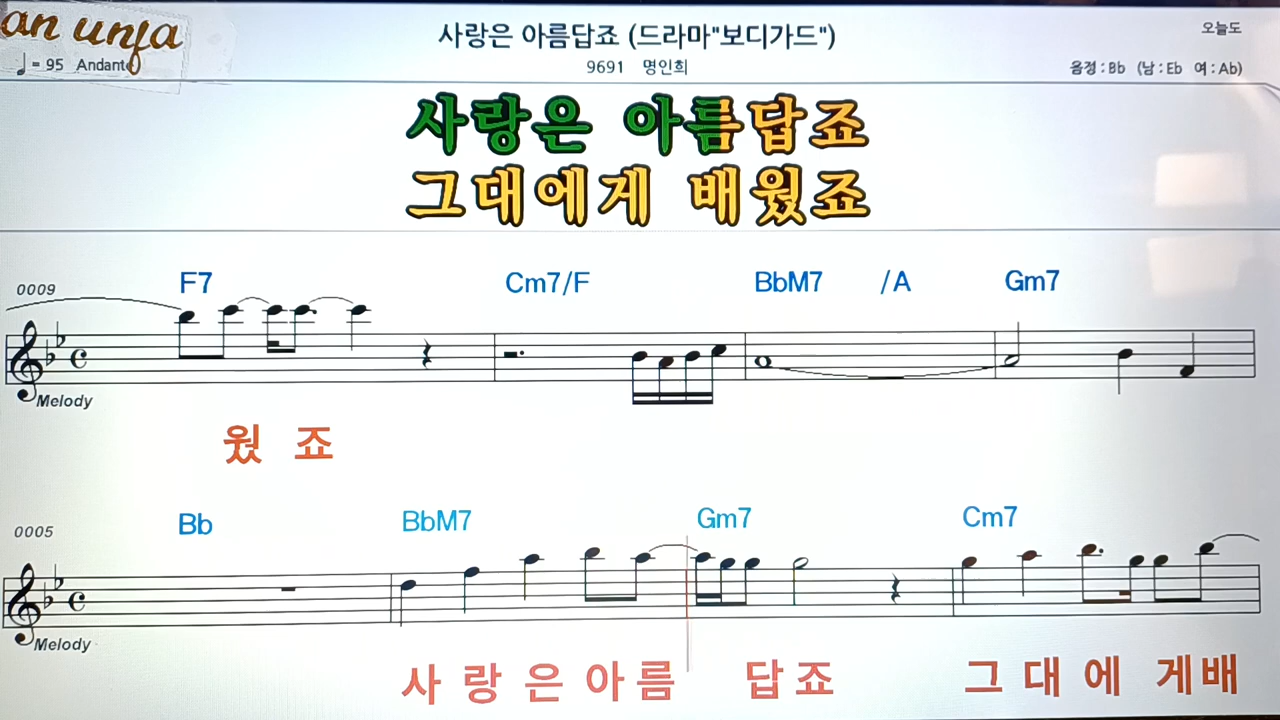 an unfa
사랑은 아름답죠 (드라마"보디가드")
오늘도
♩= 95 Andante
9691 명인희
음정 : Bb (남 : Eb 여 : Ab)
사랑은 아름답죠
그대에게 배웠죠
0009 F7 Cm7/F BbM7 /A Gm7
Melody
웠 죠
0005 Bb BbM7 Gm7 Cm7
Melody
사 랑 은 아 름 답 죠 그 대 에 게 배